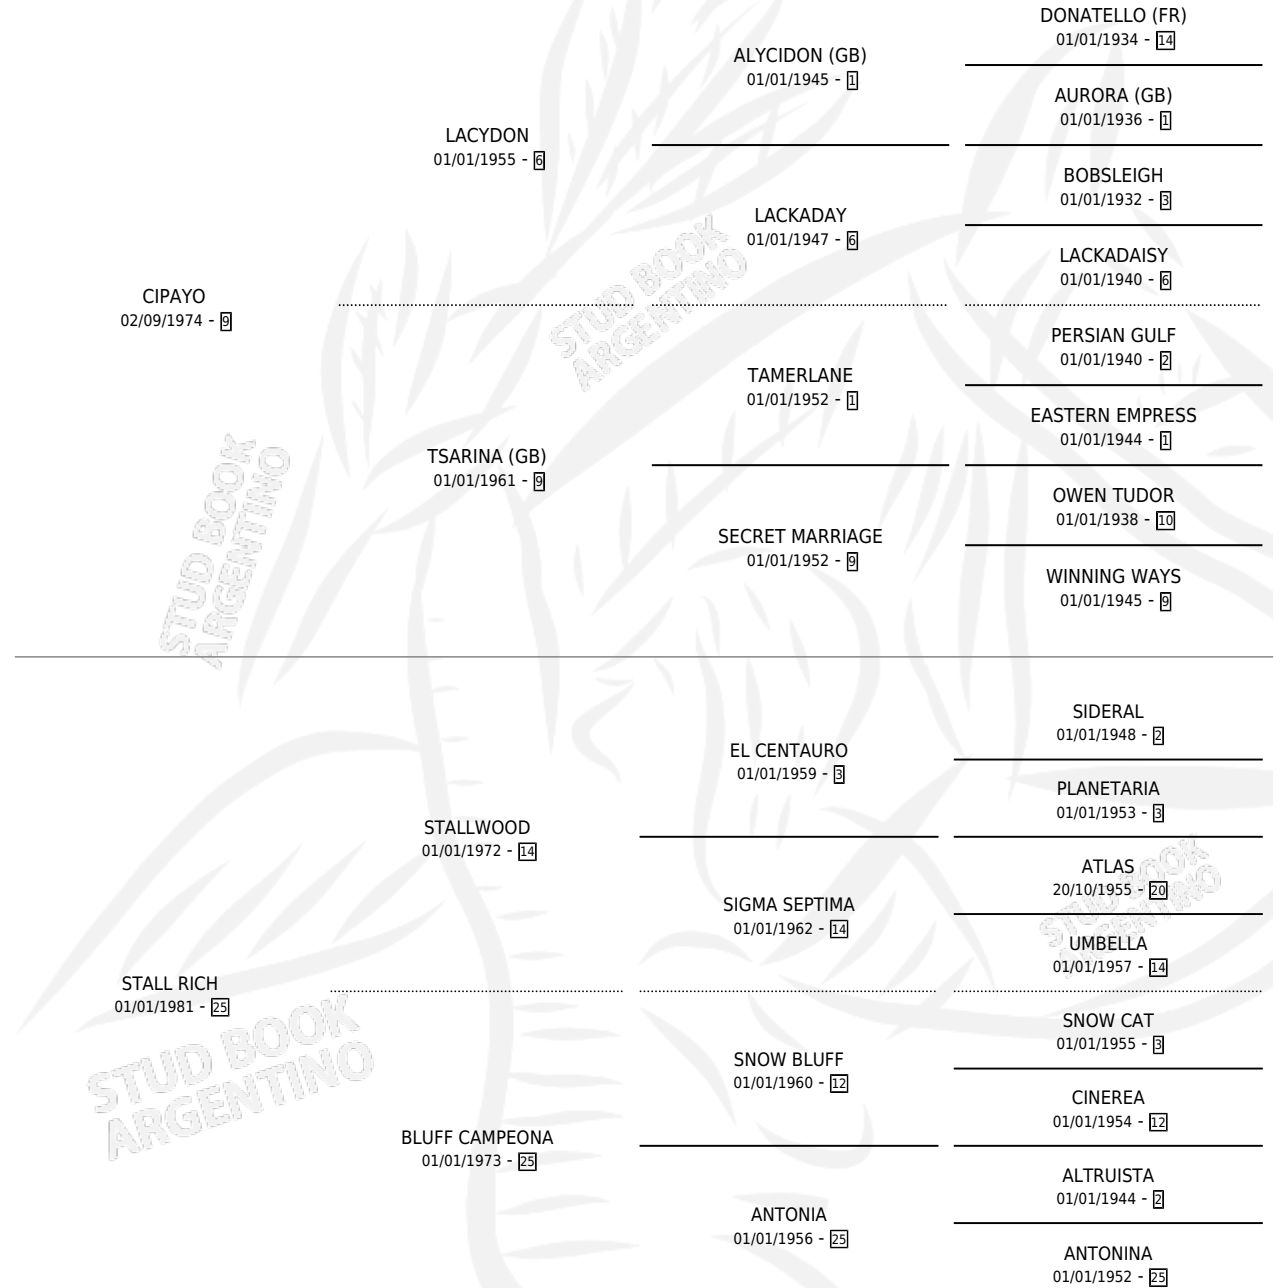 DONATELLO (FR)
01/01/1934 - 14
ALYCIDON (GB)
01/01/1945 - 1
AURORA (GB)
01/01/1936 - 1
LACYDON
01/01/1955 - 6
BOBSLEIGH
01/01/1932 - 3
LACKADAY
01/01/1947 - 6
LACKADAISY
01/01/1940 - 6
CIPAYO
02/09/1974 - 9
PERSIAN GULF
01/01/1940 - 2
TAMERLANE
01/01/1952 - 1
EASTERN EMPRESS
01/01/1944 - 1
TSARINA (GB)
01/01/1961 - 9
OWEN TUDOR
01/01/1938 - 10
SECRET MARRIAGE
01/01/1952 - 9
WINNING WAYS
01/01/1945 - 9
SIDERAL
01/01/1948 - 2
EL CENTAURO
01/01/1959 - 3
PLANETARIA
01/01/1953 - 3
STALLWOOD
01/01/1972 - 14
ATLAS
20/10/1955 - 20
SIGMA SEPTIMA
01/01/1962 - 14
UMBELLA
01/01/1957 - 14
STALL RICH
01/01/1981 - 25
SNOW CAT
01/01/1955 - 3
SNOW BLUFF
01/01/1960 - 12
CINEREA
01/01/1954 - 12
BLUFF CAMPEONA
01/01/1973 - 25
ALTRUISTA
01/01/1944 - 2
ANTONIA
01/01/1956 - 25
ANTONINA
01/01/1952 - 25
STUD BOOK
ARGENTINO
STUD BOOK
ARGENTINO
STUD BOOK
ARGENTINO
STUD BOOK
ARGENTINO